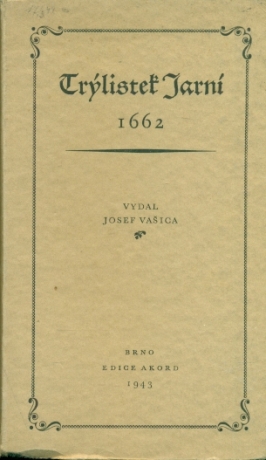 Trýlistek Jarní
1662
VYDAL
JOSEF VAŠICA
BRNO
EDICE AKORD
1943